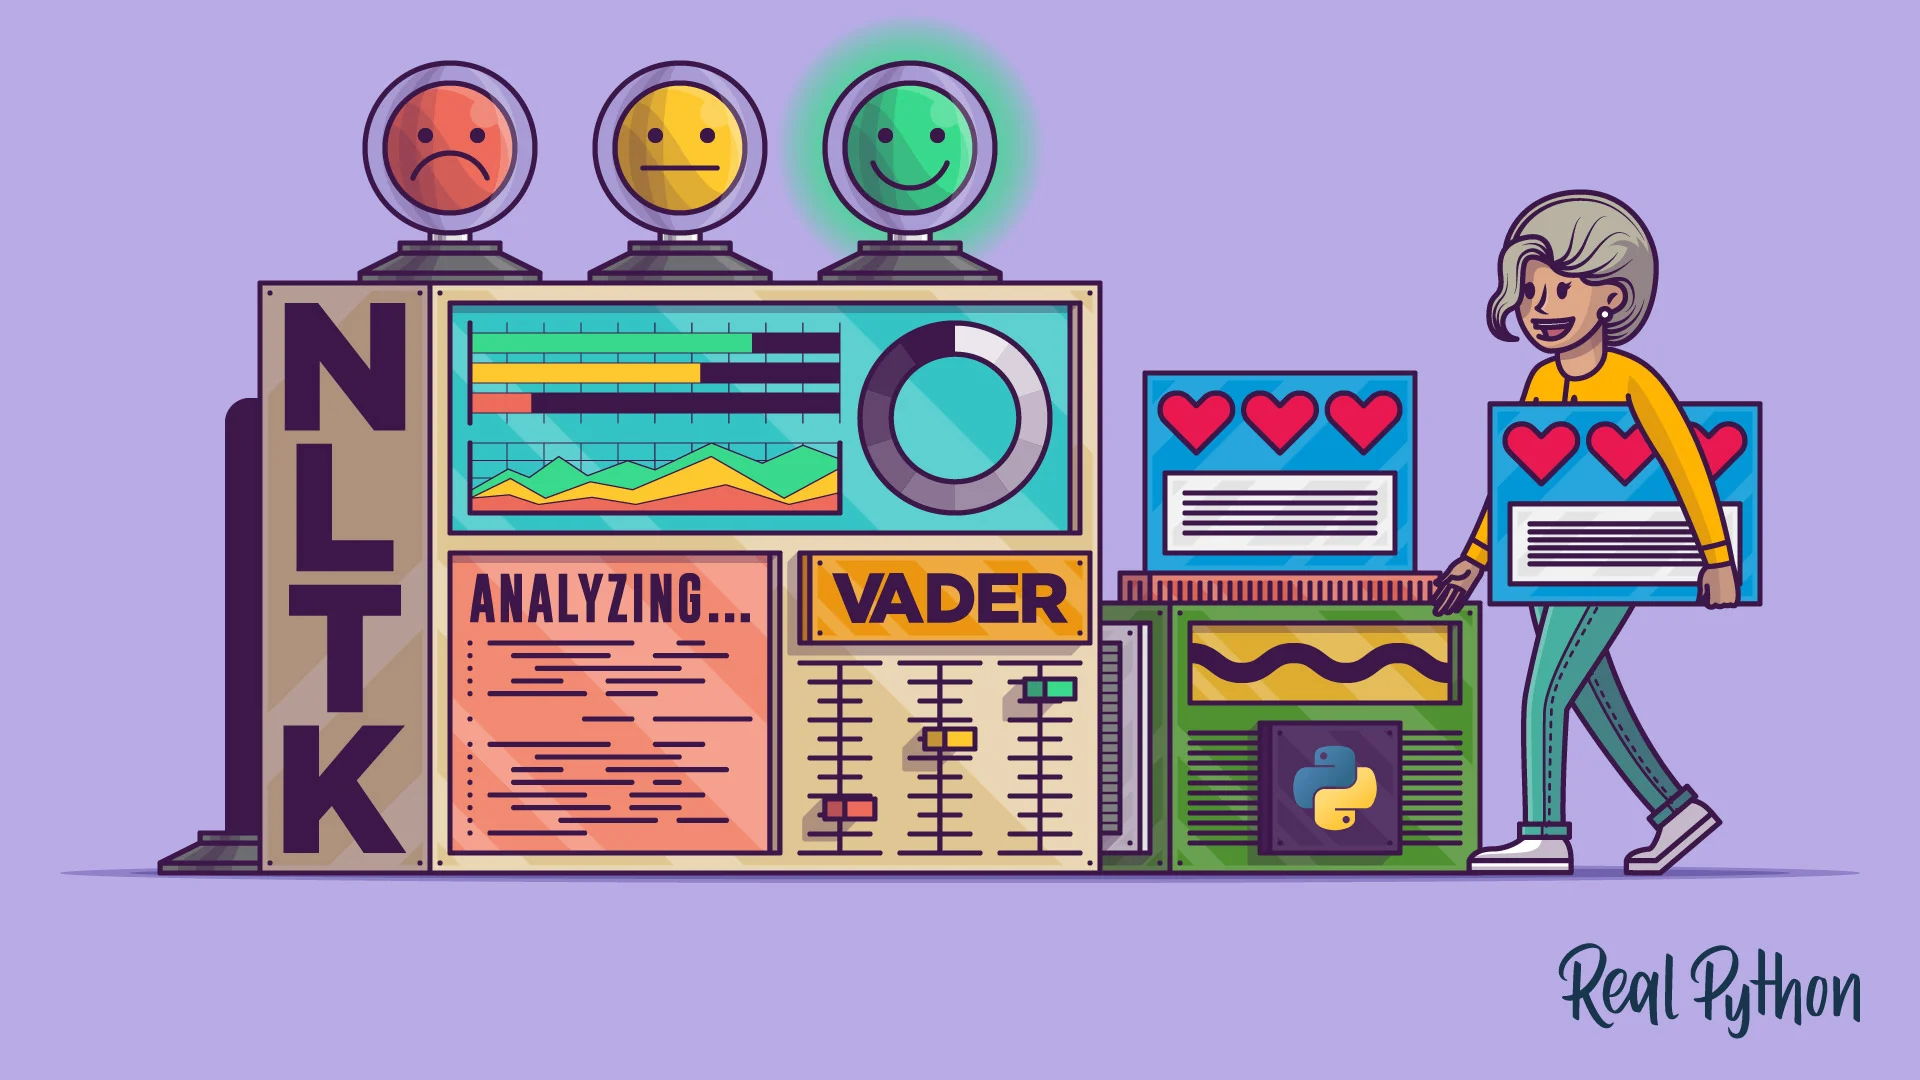 NLTK
ANALYZING...
VADER
Real Python